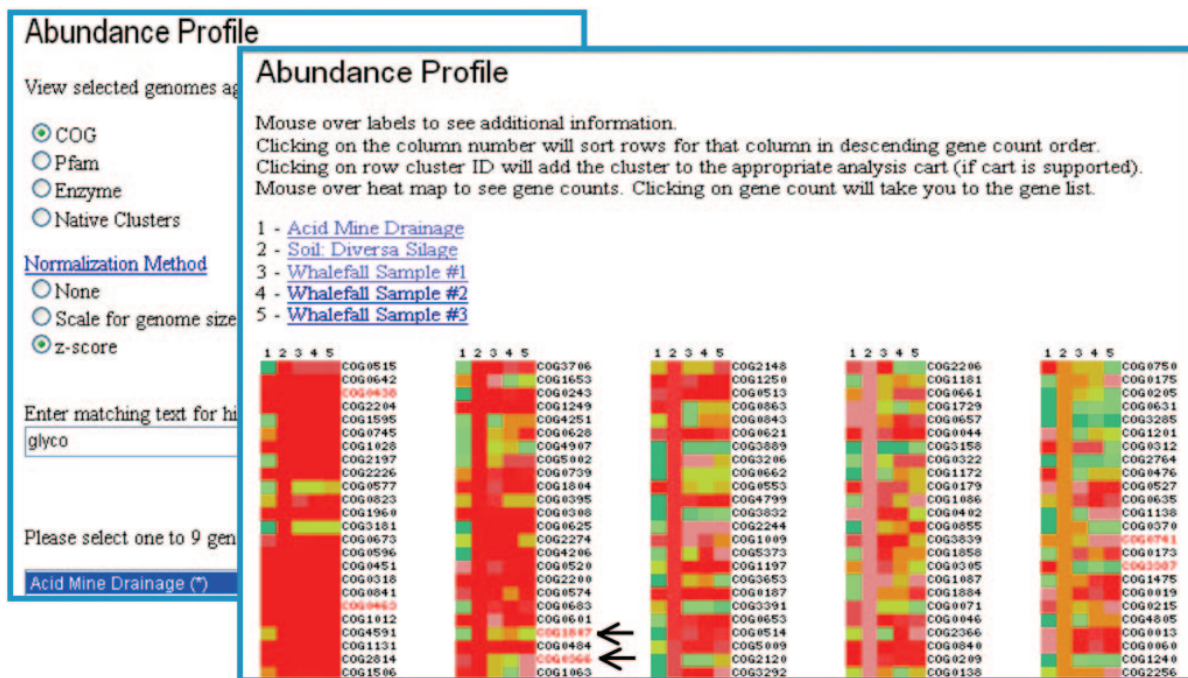 Abundance Profile
View selected genomes ag
COG
Pfam
Enzyme
Native Clusters
Normalization Method
None
Scale for genome size
z-score
Enter matching text for hi
glyco
Please select one to 9 gen
Acid Mine Drainage (*)
Abundance Profile
Mouse over labels to see additional information.
Clicking on the column number will sort rows for that column in descending gene count order.
Clicking on row cluster ID will add the cluster to the appropriate analysis cart (if cart is supported).
Mouse over heat map to see gene counts. Clicking on gene count will take you to the gene list.
1 - Acid Mine Drainage
2 - Soil: Diversa Silage
3 - Whalefall Sample #1
4 - Whalefall Sample #2
5 - Whalefall Sample #3
1 2 3 4 5 1 2 3 4 5 1 2 3 4 5 1 2 3 4 5 1 2 3 4 5
COG0515 COG3706 COG2148 COG2206 COG0750
COG0642 COG1653 COG1250 COG1181 COG0175
COG0438 COG0243 COG0513 COG0661 COG0205
COG2204 COG1249 COG0863 COG1729 COG0631
COG1595 COG4251 COG0843 COG0657 COG3285
COG0745 COG0628 COG0621 COG0044 COG1201
COG1028 COG4907 COG3889 COG3158 COG0312
COG2197 COG5002 COG3206 COG0322 COG2764
COG2226 COG0739 COG0662 COG1172 COG0476
COG0577 COG1804 COG0553 COG0179 COG0527
COG0823 COG0395 COG4799 COG1086 COG0635
COG1960 COG0308 COG3832 COG0402 COG1138
COG3181 COG0625 COG2244 COG0855 COG0370
COG0673 COG2274 COG1009 COG3839 COG0741
COG0596 COG4206 COG5373 COG1858 COG0173
COG0451 COG0520 COG1197 COG0305 COG3387
COG0318 COG2200 COG3653 COG1087 COG1475
COG0841 COG0574 COG0187 COG1884 COG0019
COG0463 COG0683 COG3391 COG0071 COG0215
COG1012 COG0601 COG0653 COG0046 COG4805
COG4591 COG1807 COG0514 COG2366 COG0013
COG1131 COG0484 COG5009 COG0840 COG0060
COG2814 COG0366 COG2120 COG0209 COG1240
COG1506 COG1063 COG3292 COG0138 COG2256